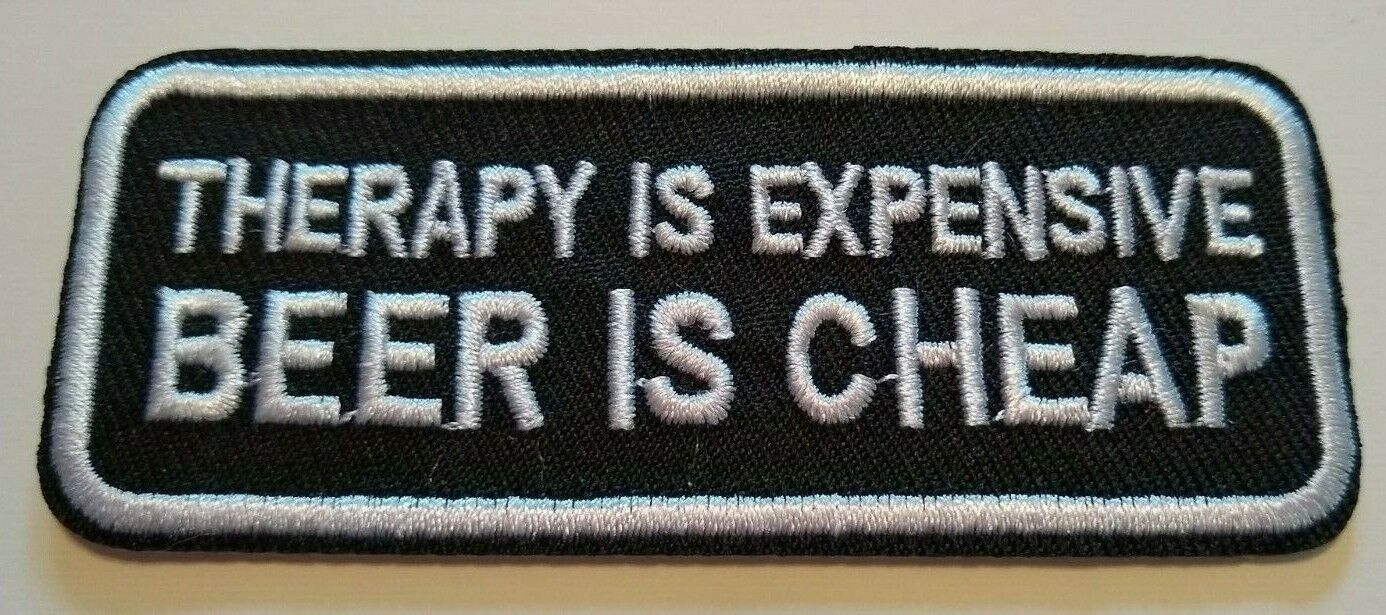 THERAPY IS EXPENSIVE
BEER IS CHEAP